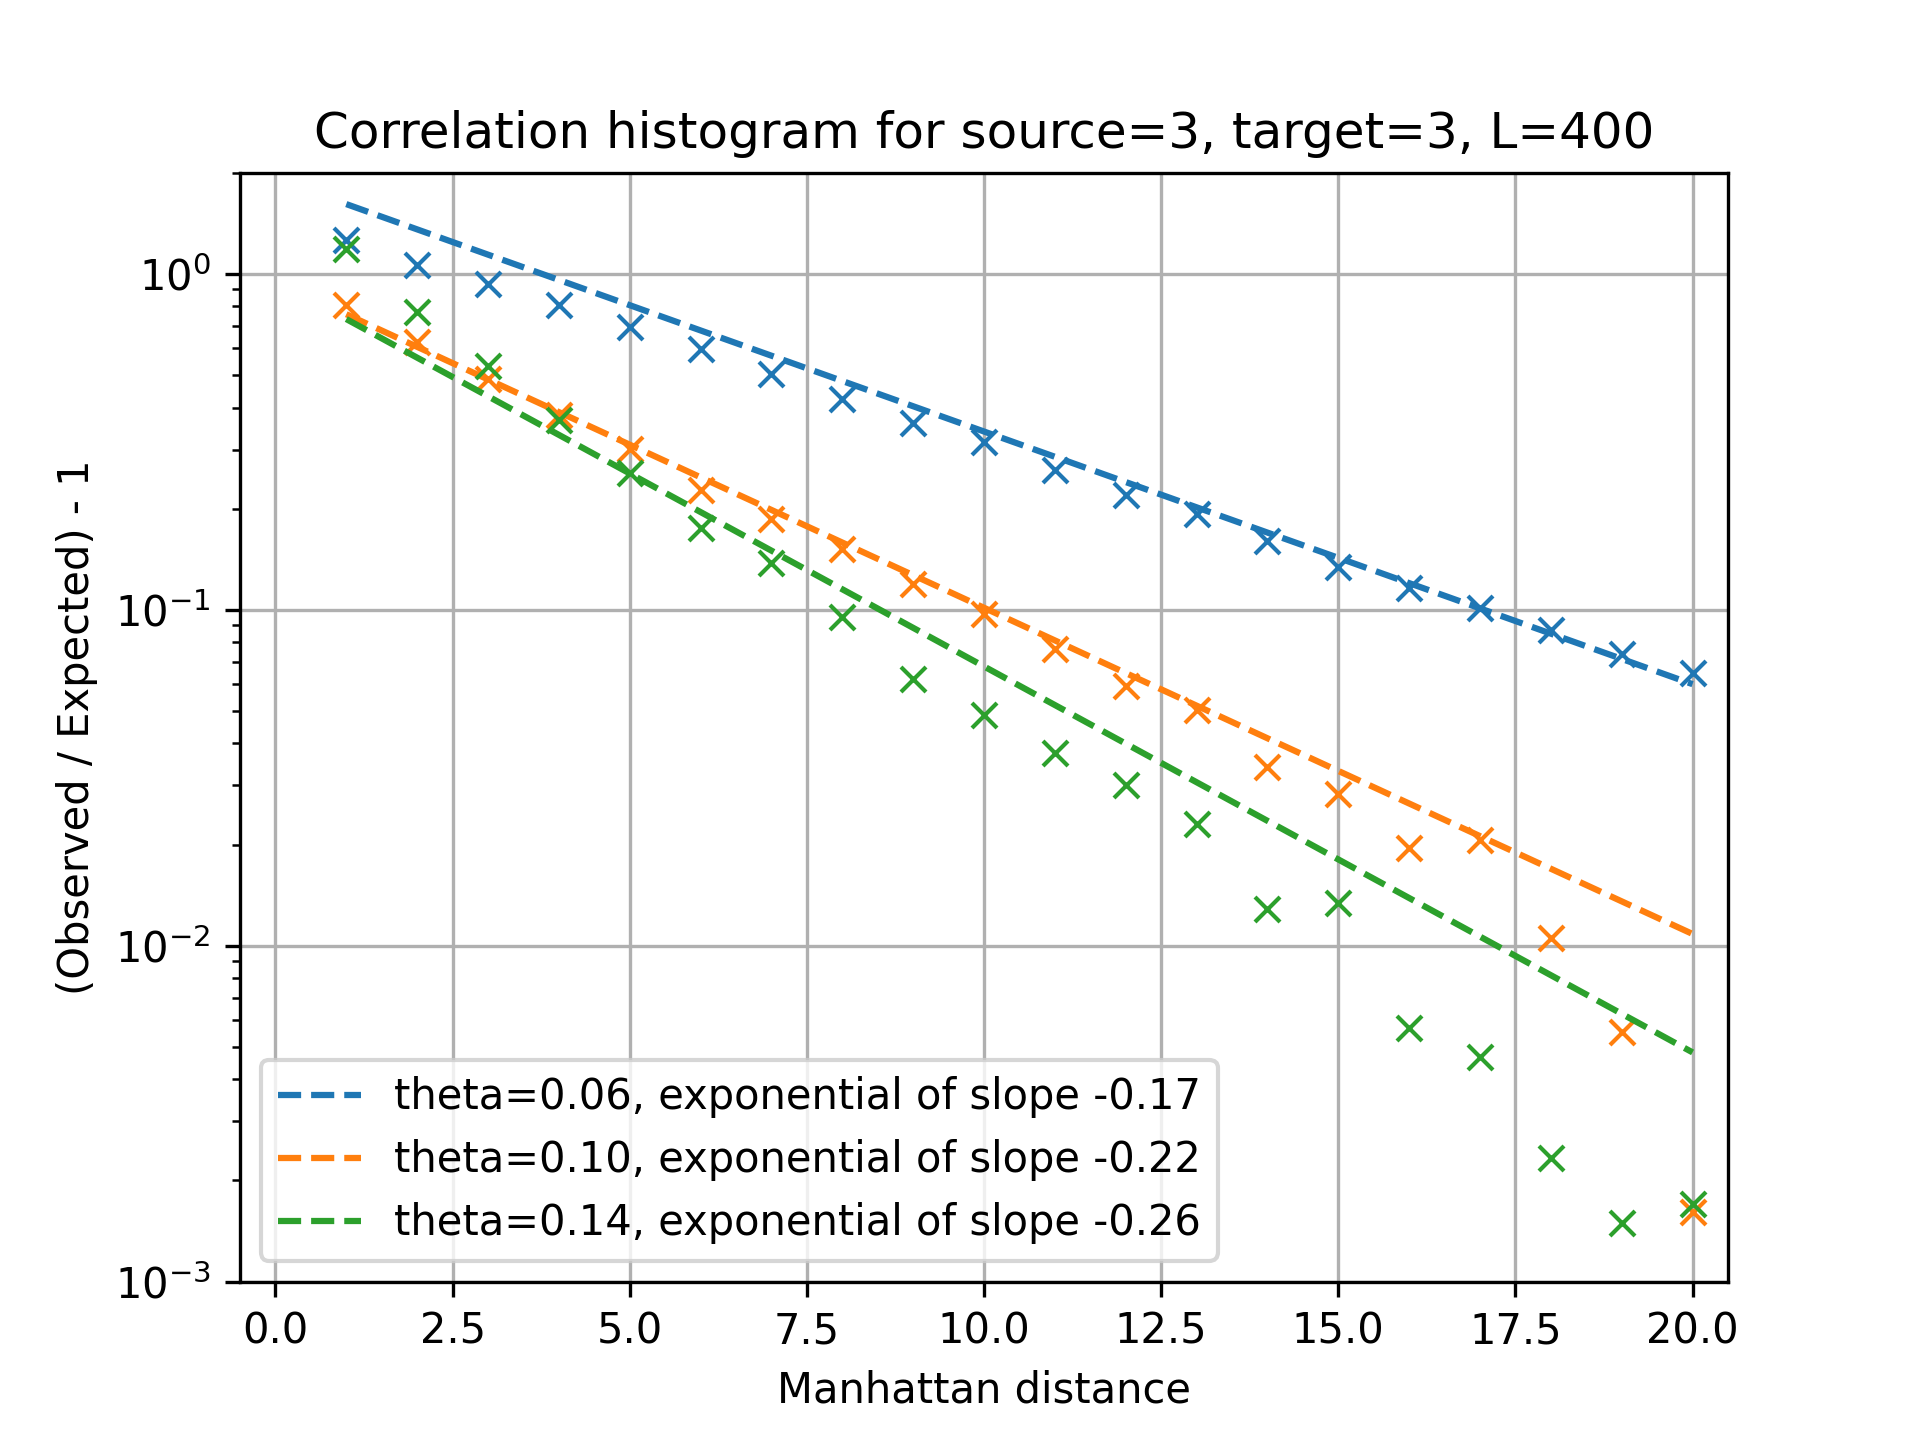 Correlation histogram for source=3, target=3, L=400
(Observed / Expected) - 1
10⁰
10⁻¹
10⁻²
10⁻³
theta=0.06, exponential of slope -0.17
theta=0.10, exponential of slope -0.22
theta=0.14, exponential of slope -0.26
0.0 2.5 5.0 7.5 10.0 12.5 15.0 17.5 20.0
Manhattan distance